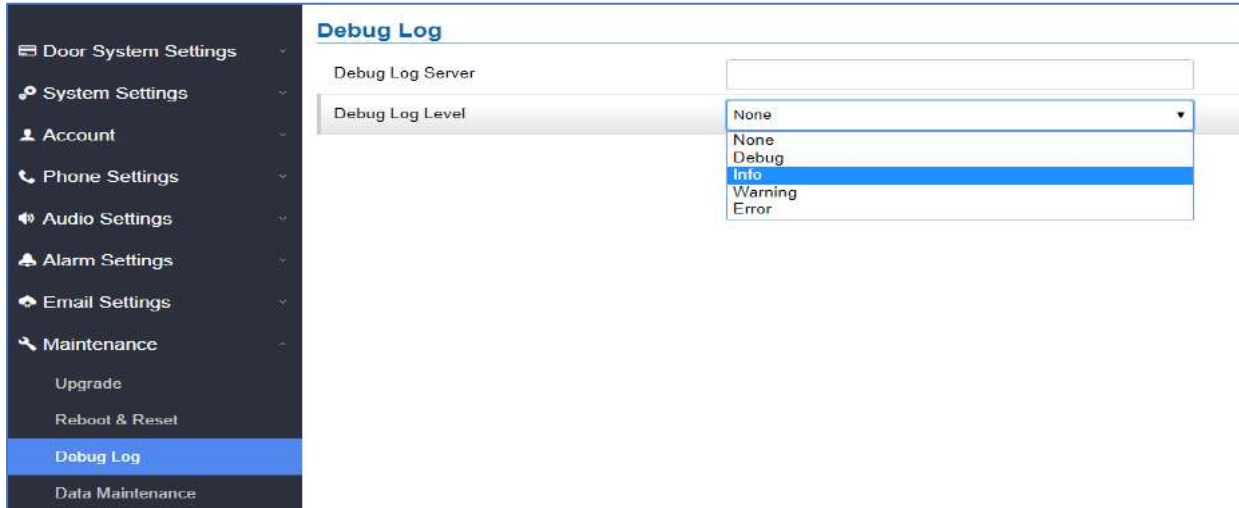 Door System Settings
System Settings
Account
Phone Settings
Audio Settings
Alarm Settings
Email Settings
Maintenance
Upgrade
Reboot & Reset
Debug Log
Data Maintenance
Debug Log
Debug Log Server
Debug Log Level
None
None
Debug
Info
Warning
Error